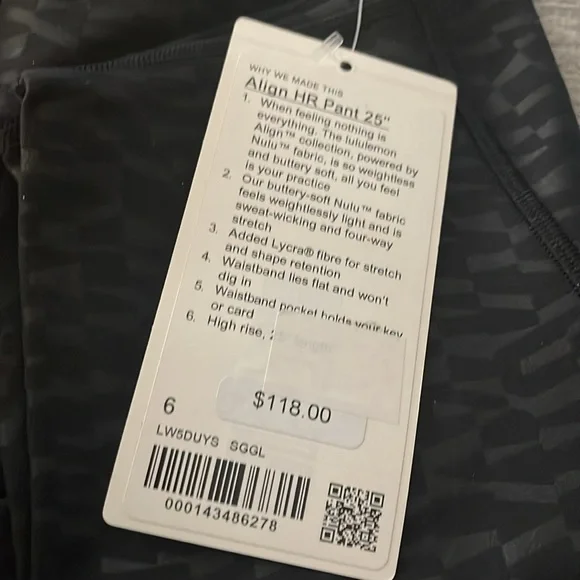 WHY WE MADE THIS
Align HR Pant 25"
1. When feeling nothing is
everything. The lululemon
Align™ collection, powered by
Nulu™ fabric, is so weightless
and buttery soft, all you feel
is your practice
2. Our buttery-soft Nulu™ fabric
feels weightlessly light and is
sweat-wicking and four-way
stretch
3. Added Lycra® fibre for stretch
and shape retention
4. Waistband lies flat and won't
dig in
5. Waistband pocket holds your key
or card
6. High rise, 25" length
6
$118.00
LW5DUYS SGGL
000143486278